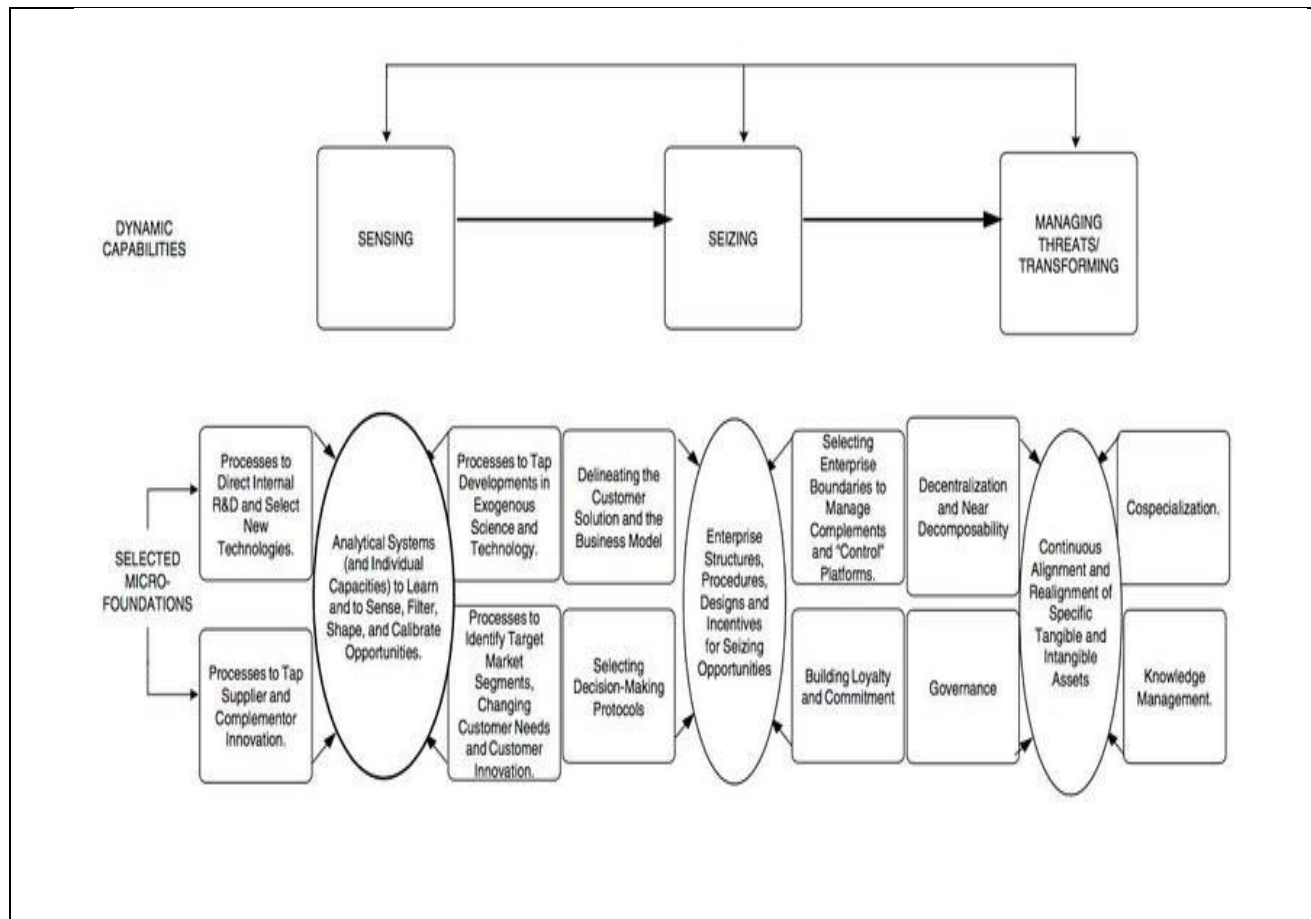 DYNAMIC
CAPABILITIES
SENSING
SEIZING
MANAGING
THREATS/
TRANSFORMING
SELECTED
MICRO-
FOUNDATIONS
Processes to
Direct Internal
R&D and Select
New
Technologies.
Processes to Tap
Supplier and
Complementor
Innovation.
Analytical Systems
(and Individual
Capacities) to Learn
and to Sense, Filter,
Shape, and Calibrate
Opportunities.
Processes to Tap
Developments in
Exogenous Science
and Technology.
Processes to
Identify Target
Market
Segments,
Changing
Customer Needs
and Customer
Innovation.
Delineating the
Customer
Solution and the
Business Model
Selecting
Decision-Making
Protocols
Enterprise
Structures,
Procedures,
Designs and
Incentives
for Seizing
Opportunities
Selecting
Enterprise
Boundaries to
Manage
Complements
and “Control”
Platforms.
Building Loyalty
and Commitment
Decentralization
and Near
Decomposability
Governance
Continuous
Alignment and
Realignment of
Specific
Tangible and
Intangible
Assets
Cospecialization.
Knowledge
Management.